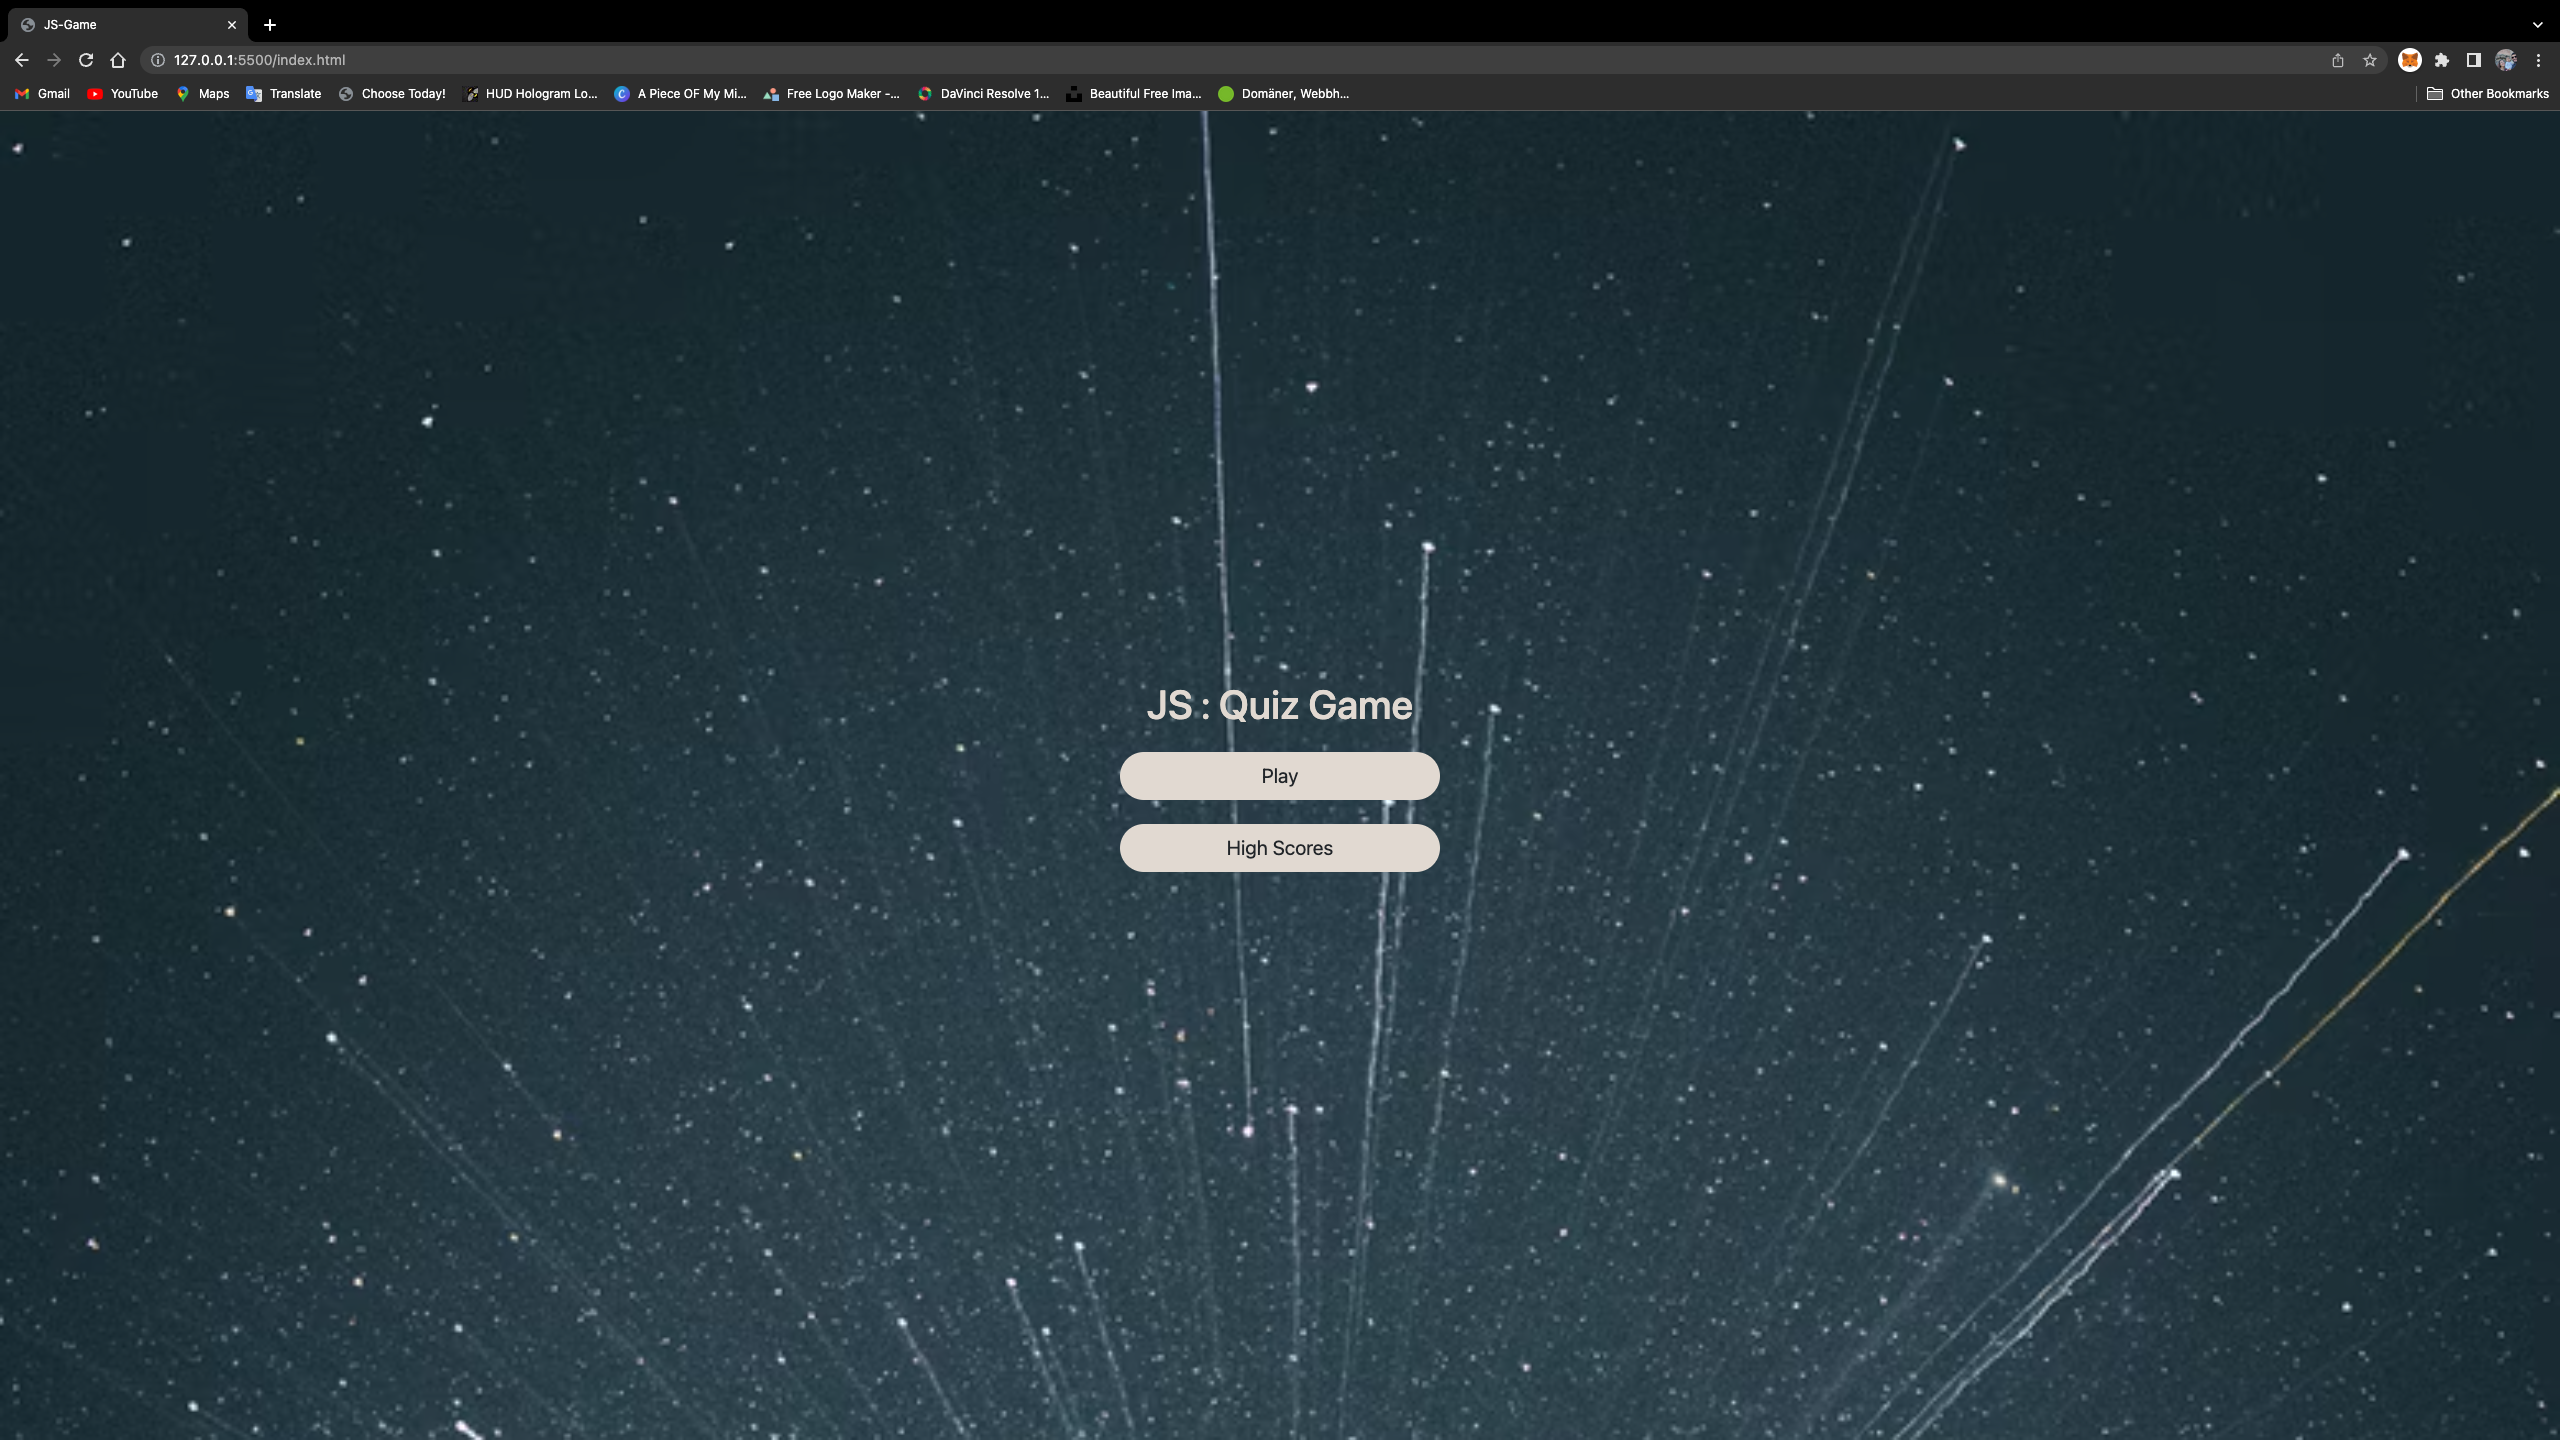 JS-Game
127.0.0.1:5500/index.html
Gmail YouTube Maps Translate Choose Today! HUD Hologram Lo... A Piece OF My Mi... Free Logo Maker -... DaVinci Resolve 1... Beautiful Free Ima... Domäner, Webbh... Other Bookmarks
JS : Quiz Game
Play
High Scores